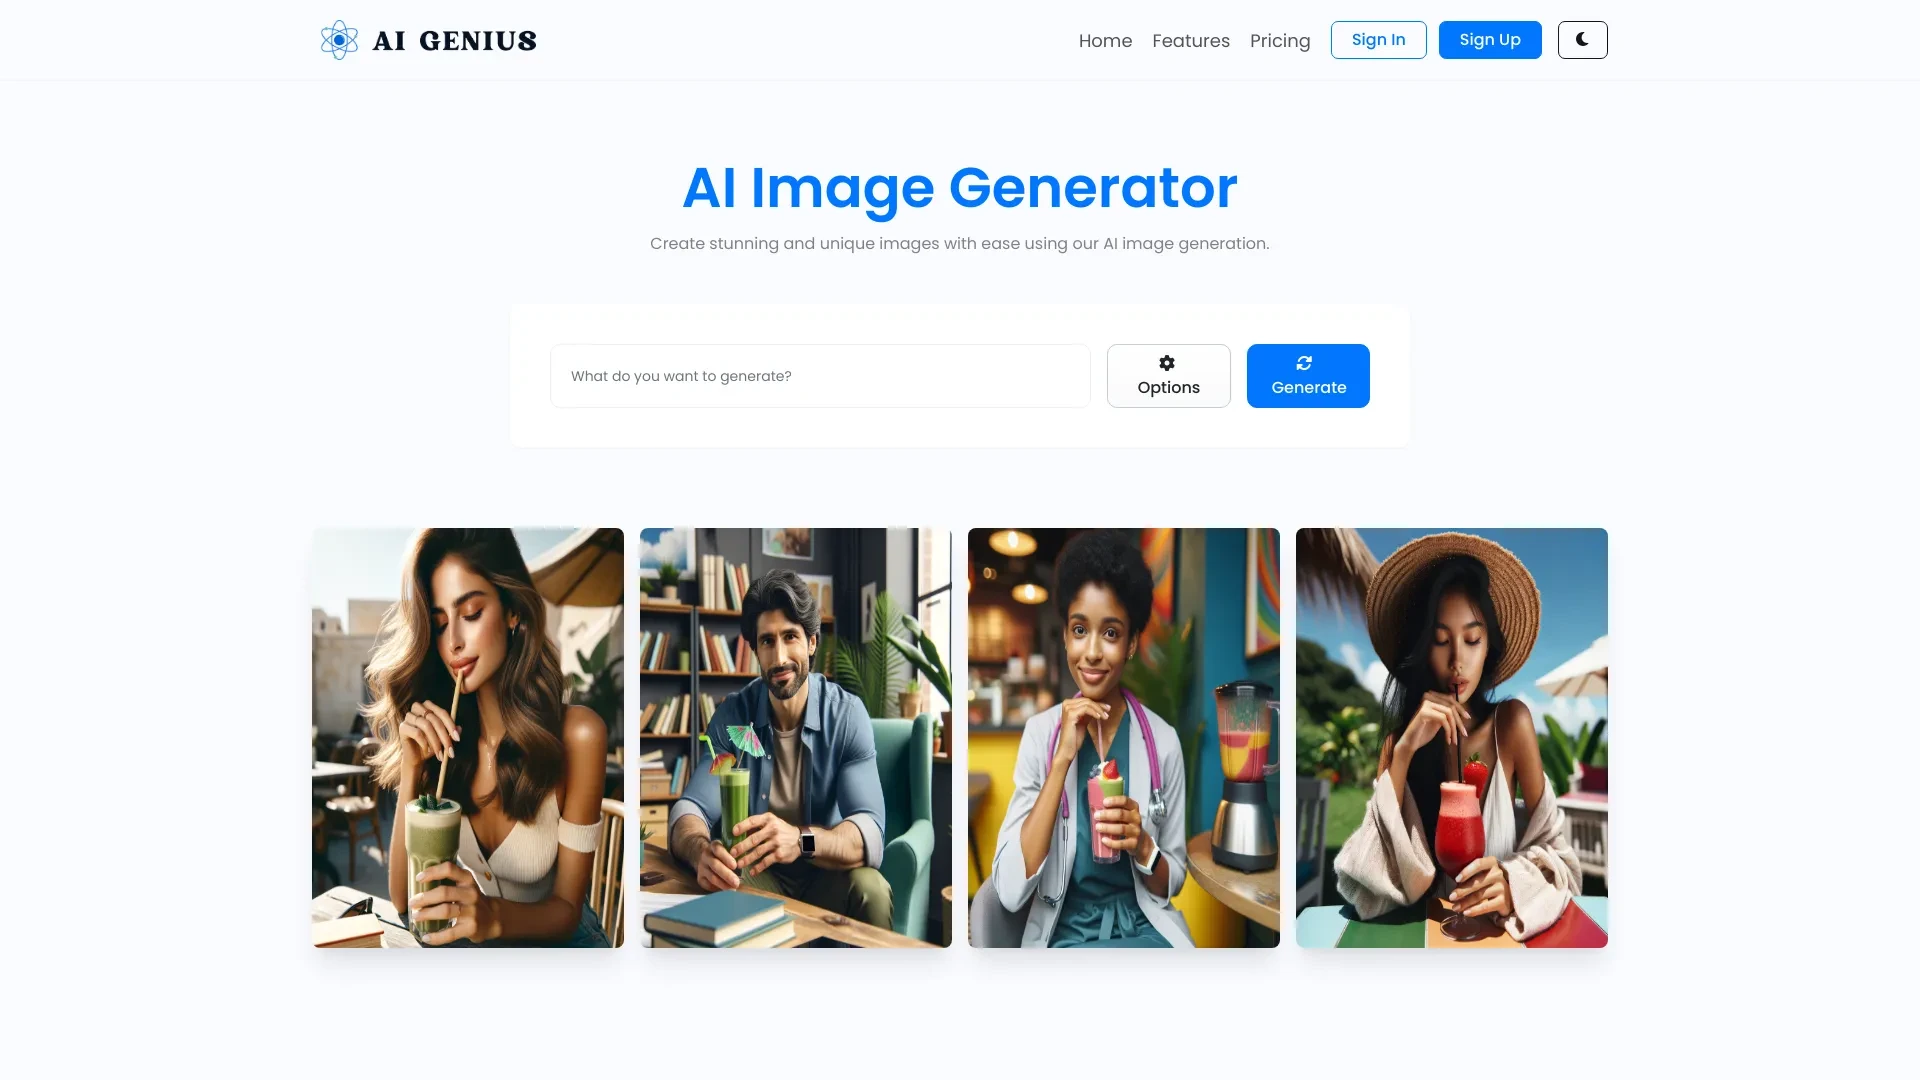 AI GENIUS
Home Features Pricing Sign In Sign Up
AI Image Generator
Create stunning and unique images with ease using our AI image generation.
What do you want to generate?
Options
Generate